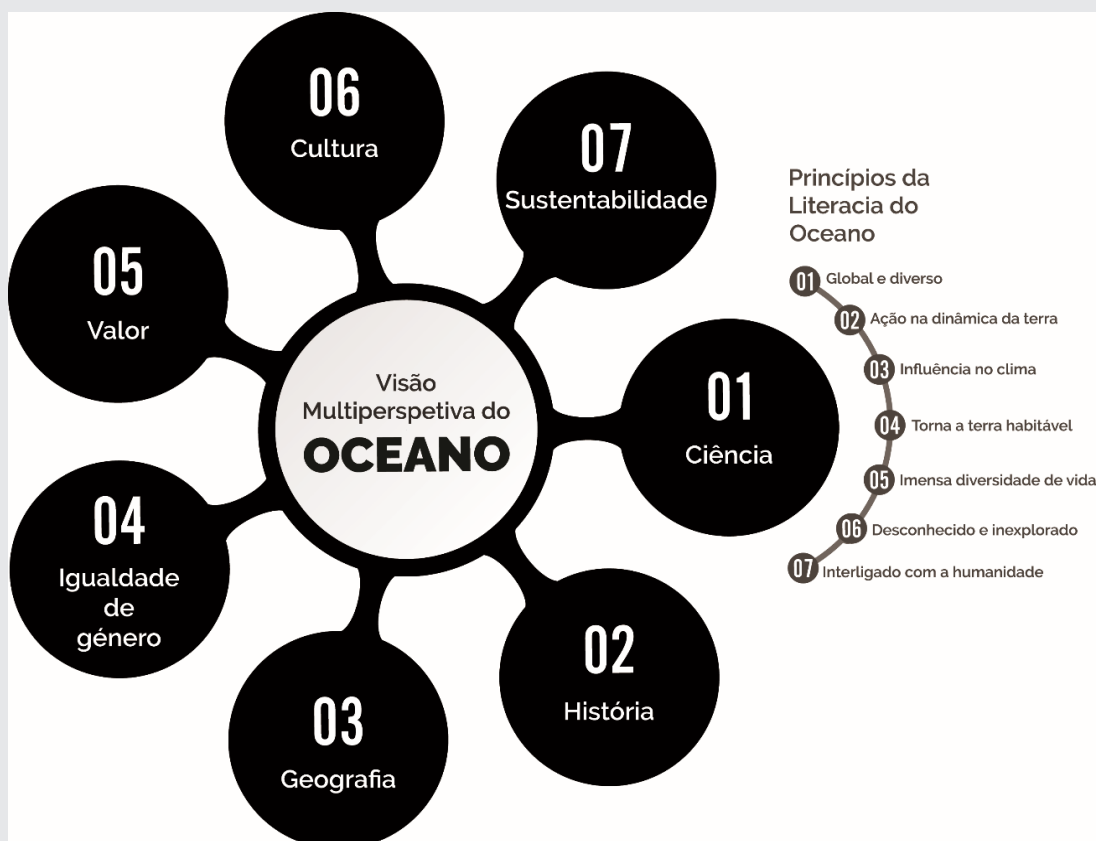 Visão
Multiperspetiva do
OCEANO
01
Ciência
02
História
03
Geografia
04
Igualdade
de
género
05
Valor
06
Cultura
07
Sustentabilidade
Princípios da
Literacia do
Oceano
01 Global e diverso
02 Ação na dinâmica da terra
03 Influência no clima
04 Torna a terra habitável
05 Imensa diversidade de vida
06 Desconhecido e inexplorado
07 Interligado com a humanidade